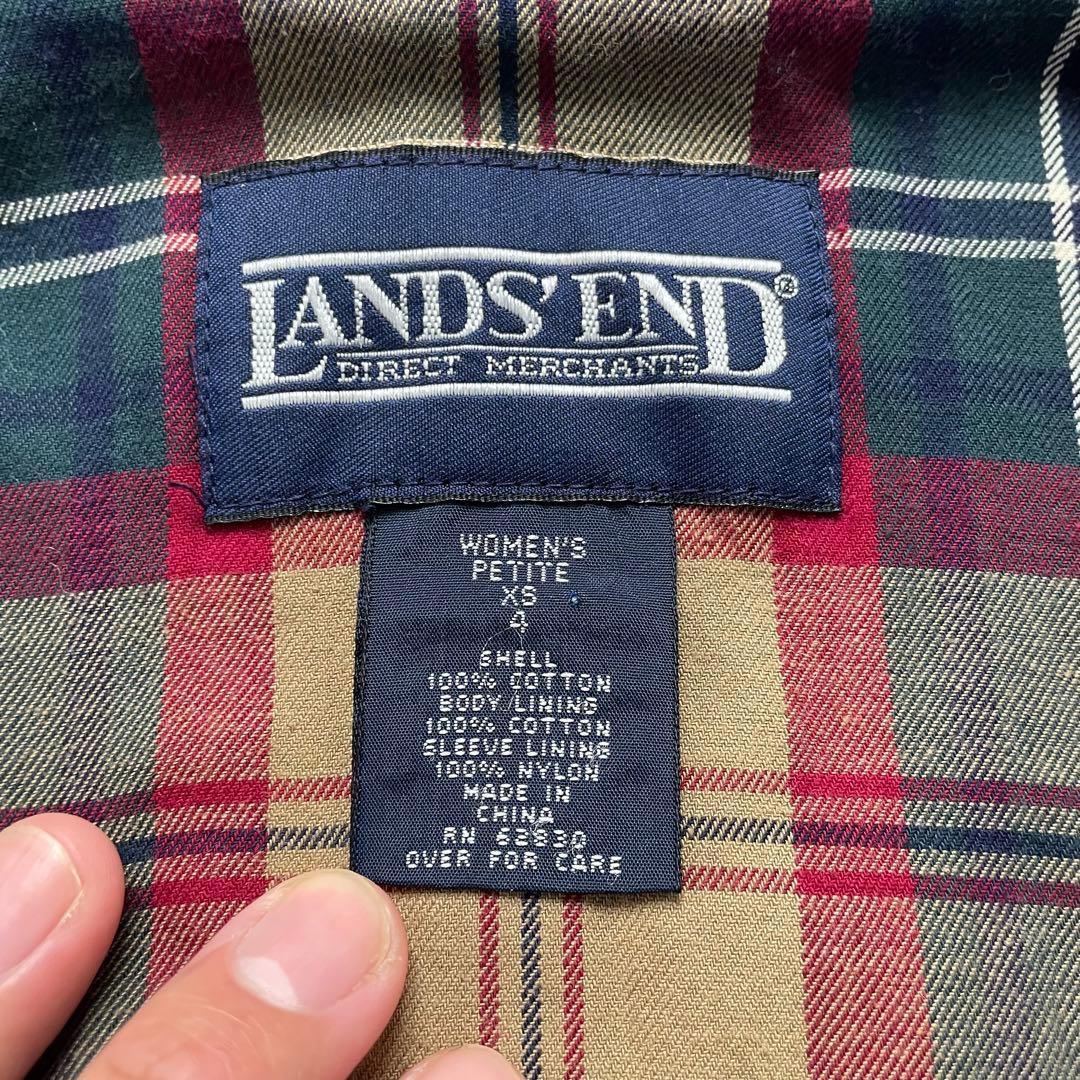 LANDS' END®
DIRECT MERCHANTS
WOMEN'S
PETITE
XS
4
SHELL
100% COTTON
BODY LINING
100% COTTON
SLEEVE LINING
100% NYLON
MADE IN
CHINA
RN
OVER FOR CARE